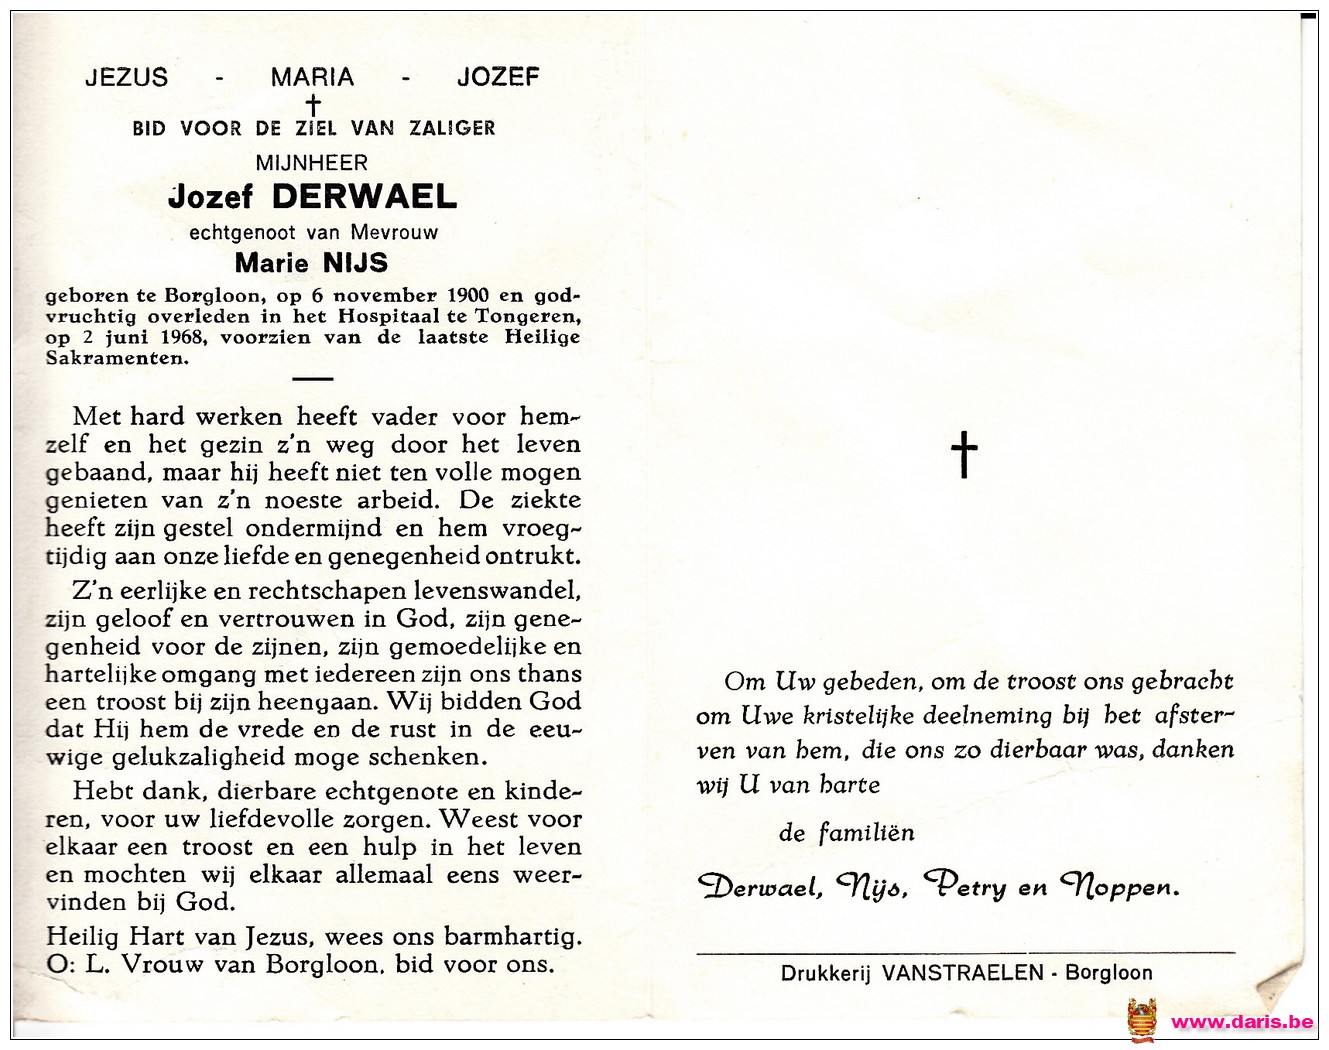 JEZUS - MARIA - JOZEF
BID VOOR DE ZIEL VAN ZALIGER
MIJNHEER
Jozef DERWAEL
echtgenoot van Mevrouw
Marie NIJS
geboren te Borgloon, op 6 november 1900 en god-
vruchtig overleden in het Hospitaal te Tongeren,
op 2 juni 1968, voorzien van de laatste Heilige
Sakramenten.
Met hard werken heeft vader voor hem-
zelf en het gezin z'n weg door het leven
gebaand, maar hij heeft niet ten volle mogen
genieten van z'n noeste arbeid. De ziekte
heeft zijn gestel ondermijnd en hem vroeg-
tijdig aan onze liefde en genegenheid ontrukt.
Z'n eerlijke en rechtschapen levenswandel,
zijn geloof en vertrouwen in God, zijn gene-
genheid voor de zijnen, zijn gemoedelijke en
hartelijke omgang met iedereen zijn ons thans
een troost bij zijn heengaan. Wij bidden God
dat Hij hem de vrede en de rust in de eeu-
wige gelukzaligheid moge schenken.
Hebt dank, dierbare echtgenote en kinde-
ren, voor uw liefdevolle zorgen. Weest voor
elkaar een troost en een hulp in het leven
en mochten wij elkaar allemaal eens weer-
vinden bij God.
Heilig Hart van Jezus, wees ons barmhartig.
O: L. Vrouw van Borgloon, bid voor ons.
Om Uw gebeden, om de troost ons gebracht
om Uwe kristelijke deelneming bij het afster-
ven van hem, die ons zo dierbaar was, danken
wij U van harte
de familiën
Derwael, Nijs, Petry en Noppen.
Drukkerij VANSTRAELEN - Borgloon
www.daris.be